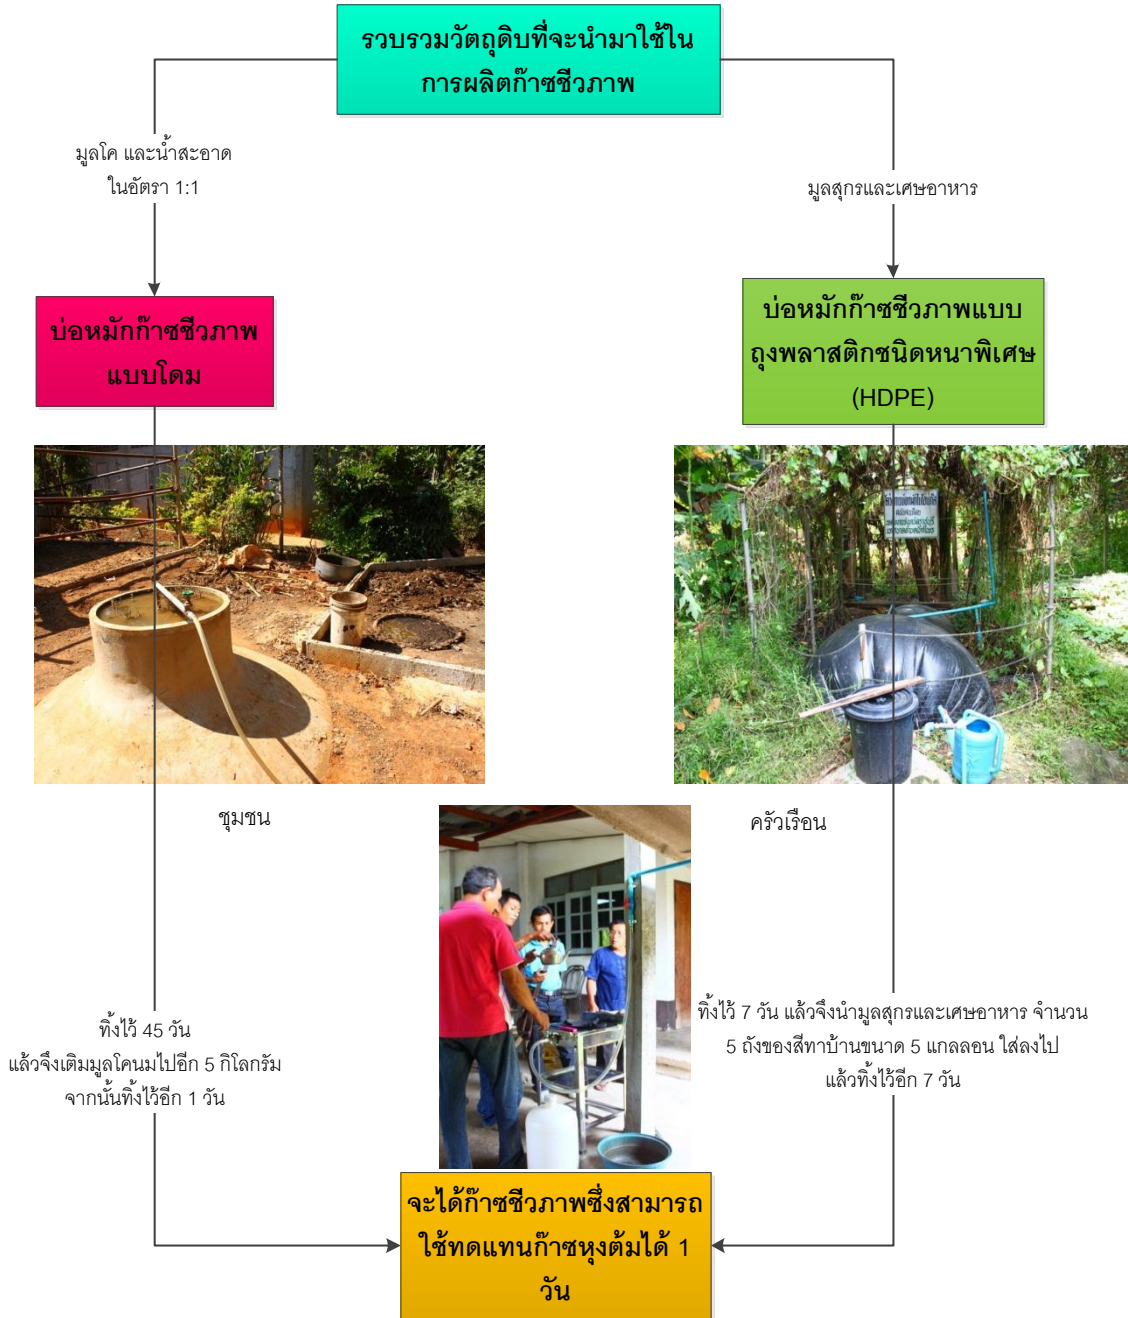 รวบรวมวัตถุดิบที่จะนำมาใช้ใน
การผลิตก๊าซชีวภาพ
มูลโค และน้ำสะอาด
ในอัตรา 1:1
มูลสุกรและเศษอาหาร
บ่อหมักก๊าซชีวภาพ
แบบโดม
บ่อหมักก๊าซชีวภาพแบบ
ถุงพลาสติกชนิดหนาพิเศษ
(HDPE)
ชุมชน
ครัวเรือน
ทิ้งไว้ 45 วัน
แล้วจึงเติมมูลโคนมไปอีก 5 กิโลกรัม
จากนั้นทิ้งไว้อีก 1 วัน
ทิ้งไว้ 7 วัน แล้วจึงนำมูลสุกรและเศษอาหาร จำนวน
5 ถังของสีทาบ้านขนาด 5 แกลลอน ใส่ลงไป
แล้วทิ้งไว้อีก 7 วัน
จะได้ก๊าซชีวภาพซึ่งสามารถ
ใช้ทดแทนก๊าซหุงต้มได้ 1
วัน